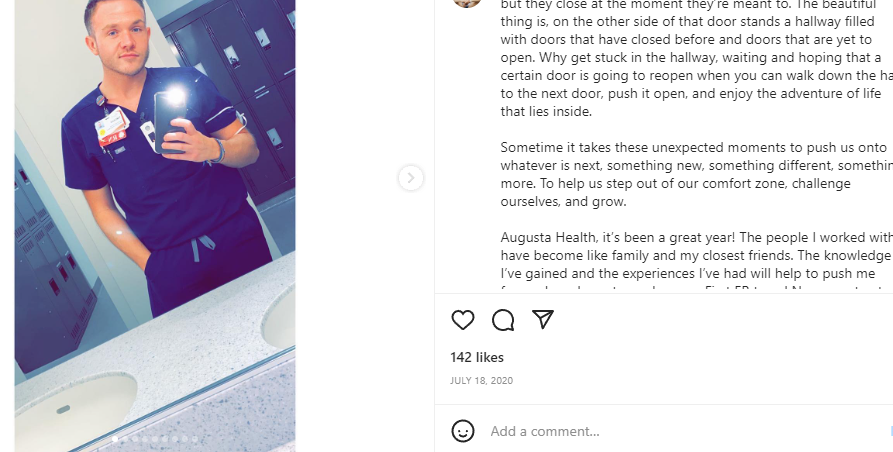 but they close at the moment they're meant to. The beautiful
thing is, on the other side of that door stands a hallway filled
with doors that have closed before and doors that are yet to
open. Why get stuck in the hallway, waiting and hoping that a
certain door is going to reopen when you can walk down the ha
to the next door, push it open, and enjoy the adventure of life
that lies inside.
Sometime it takes these unexpected moments to push us onto
whatever is next, something new, something different, somethin
more. To help us step out of our comfort zone, challenge
ourselves, and grow.
Augusta Health, it's been a great year! The people I worked with
have become like family and my closest friends. The knowledge
I've gained and the experiences I've had will help to push me
142 likes
JULY 18, 2020
Add a comment...
RN